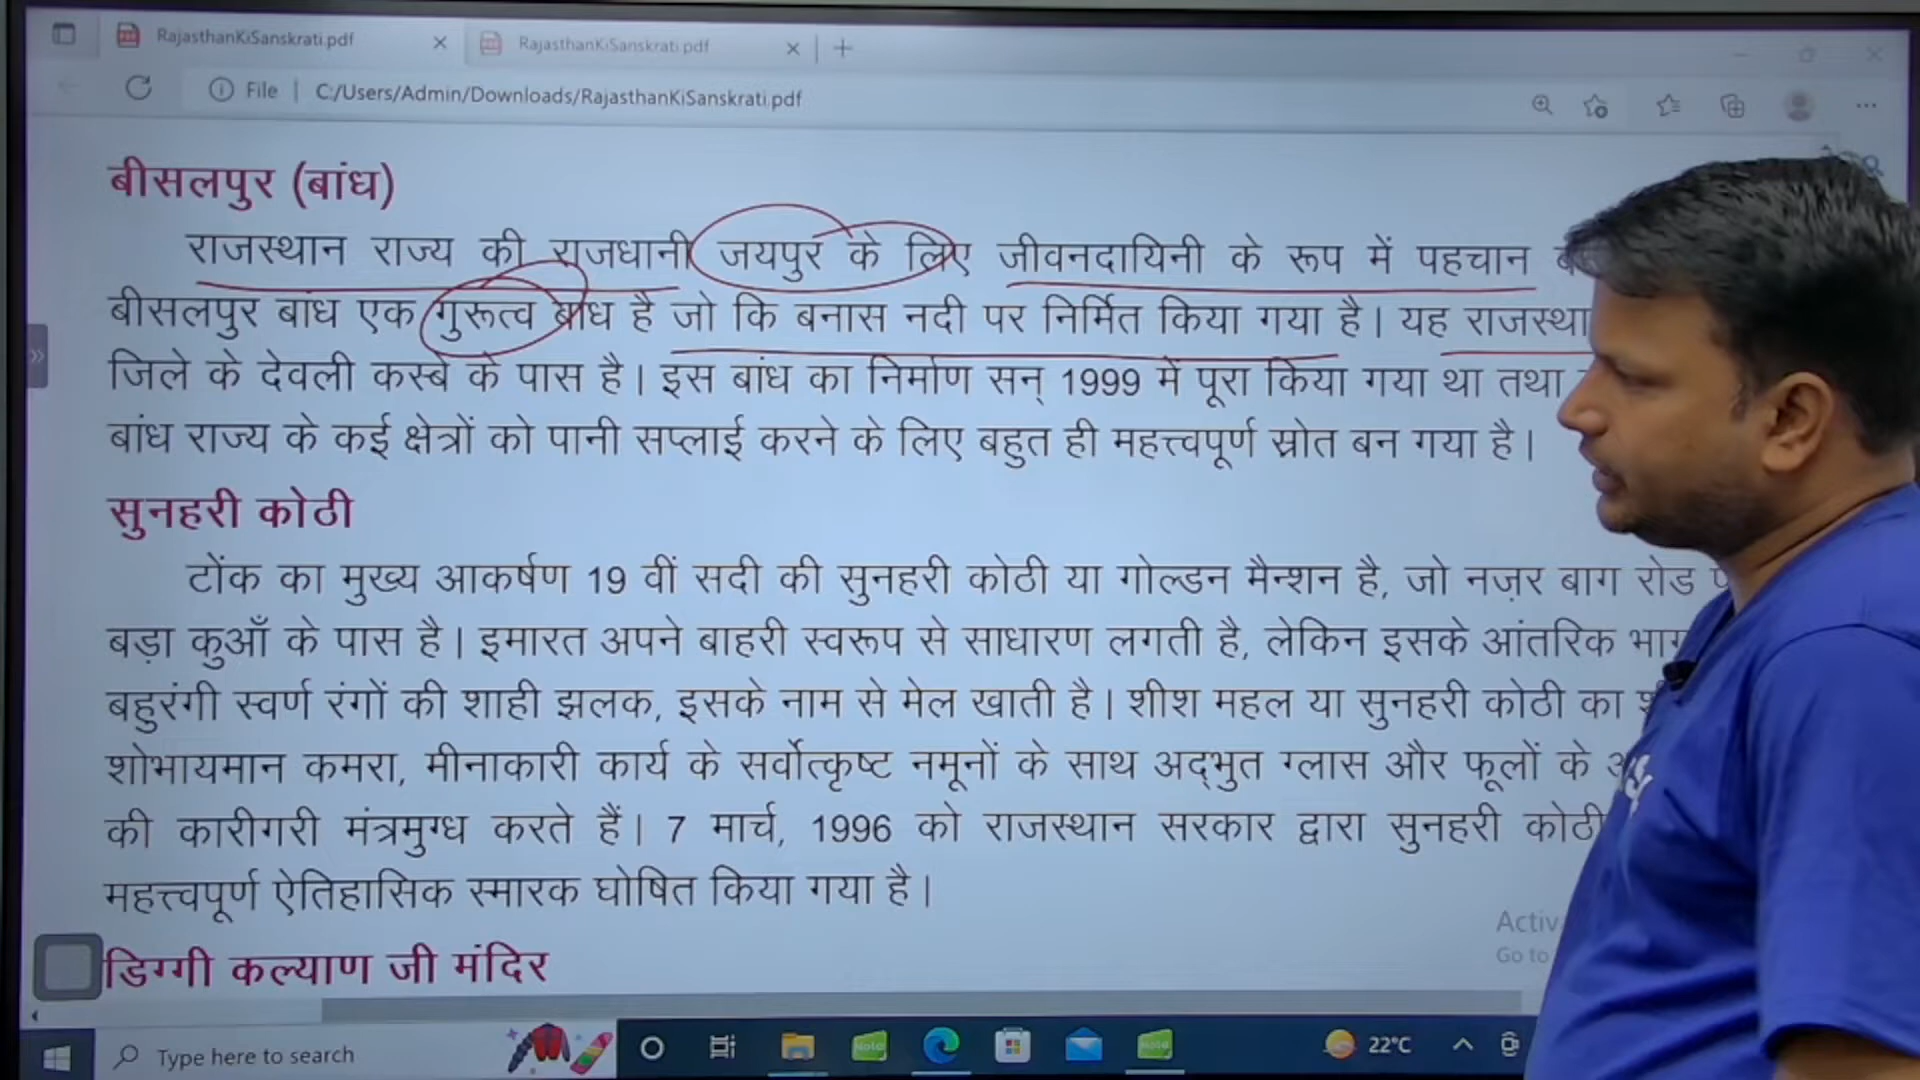 RajasthanKiSanskrati.pdf
RajasthanKiSanskrati.pdf
File | C:/Users/Admin/Downloads/RajasthanKiSanskrati.pdf
बीसलपुर (बांध)
राजस्थान राज्य की राजधानी जयपुर के लिए जीवनदायिनी के रूप में पहचान
बीसलपुर बांध एक गुरूत्व बांध है जो कि बनास नदी पर निर्मित किया गया है। यह
जिले के देवली कस्बे के पास है। इस बांध का निर्माण सन् 1999 में पूरा किया गया था तथा
बांध राज्य के कई क्षेत्रों को पानी सप्लाई करने के लिए बहुत ही महत्त्वपूर्ण स्रोत बन गया है।
सुनहरी कोठी
टोंक का मुख्य आकर्षण 19 वीं सदी की सुनहरी कोठी या गोल्डन मैन्शन है, जो नज़र बाग रोड
बड़ा कुआँ के पास है। इमारत अपने बाहरी स्वरूप से साधारण लगती है, लेकिन इसके आंतरिक
बहुरंगी स्वर्ण रंगों की शाही झलक, इसके नाम से मेल खाती है। शीश महल या सुनहरी कोठी का
शोभायमान कमरा, मीनाकारी कार्य के सर्वोत्कृष्ट नमूनों के साथ अद्‌भुत ग्लास और फूलों के
की कारीगरी मंत्रमुग्ध करते हैं। 7 मार्च, 1996 को राजस्थान सरकार द्वारा सुनहरी कोठी
महत्त्वपूर्ण ऐतिहासिक स्मारक घोषित किया गया है।
डिग्गी कल्याण जी मंदिर
Go to
Type here to search
22°C